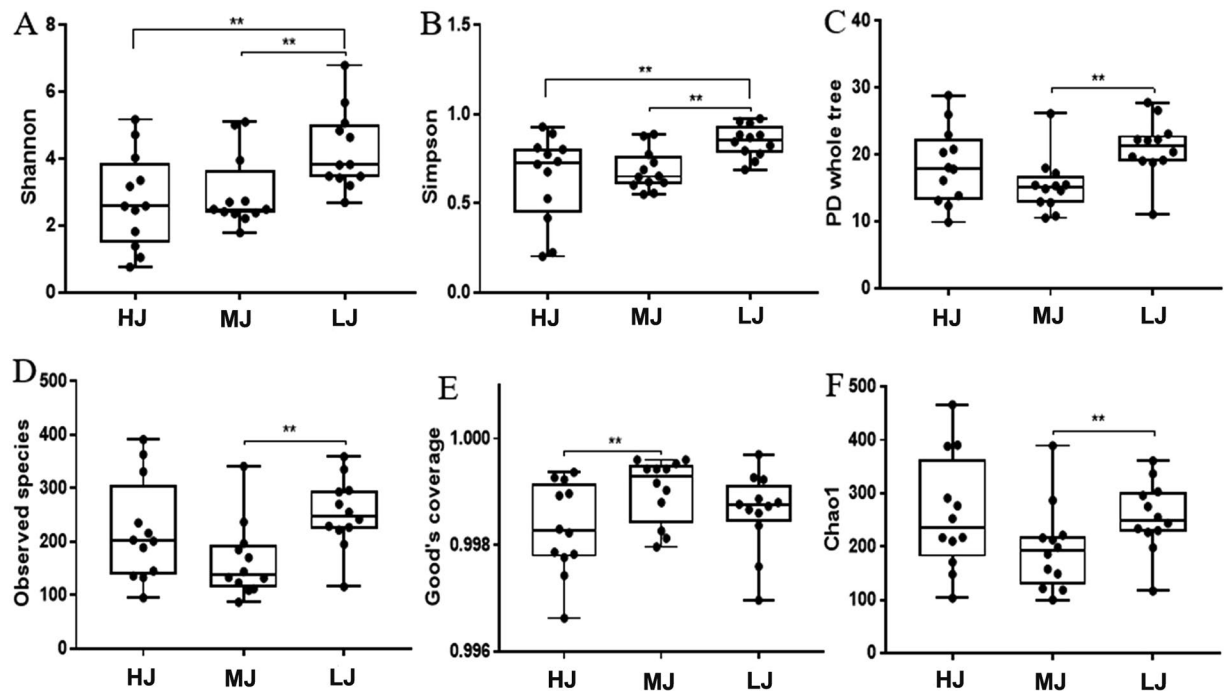 A
Shannon
8
6
4
2
0
**
**
HJ MJ LJ
B
Simpson
1.5
1.0
0.5
0.0
**
**
HJ MJ LJ
C
PD whole tree
40
30
20
10
0
**
HJ MJ LJ
D
Observed species
500
400
300
200
100
0
**
HJ MJ LJ
E
Good's coverage
1.000
0.998
0.996
**
HJ MJ LJ
F
Chao1
500
400
300
200
100
0
**
HJ MJ LJ